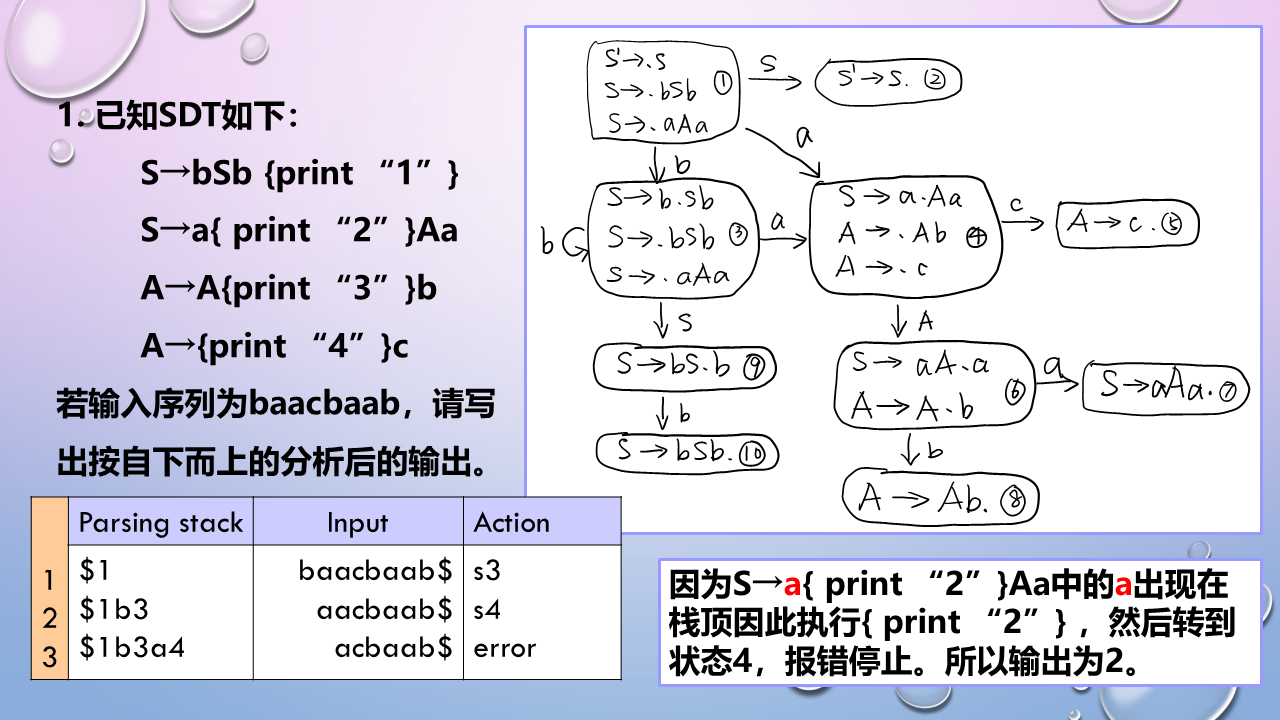 1. 已知SDT如下：
S→bSb {print “1”}
S→a{ print “2”}Aa
A→A{print “3”}b
A→{print “4”}c
若输入序列为baacbaab，请写
出按自下而上的分析后的输出。
S'→.S
S→.bSb ①
S→.aAa
S
S'→S. ②
a
b
S→b.Sb
S→.bSb ③
S→.aAa
b
a
S→a.Aa
A→.Ab ④
A→.c
c
A→c. ⑤
S
A
S→bS.b ⑨
S→aA.a
A→A.b ⑥
a
S→aAa. ⑦
b
b
S→bSb. ⑩
A→Ab. ⑧
Parsing stack Input Action
1 $1 baacbaab$ s3
2 $1b3 aacbaab$ s4
3 $1b3a4 acbaab$ error
因为S→a{ print “2”}Aa中的a出现在
栈顶因此执行{ print “2”} ，然后转到
状态4，报错停止。所以输出为2。